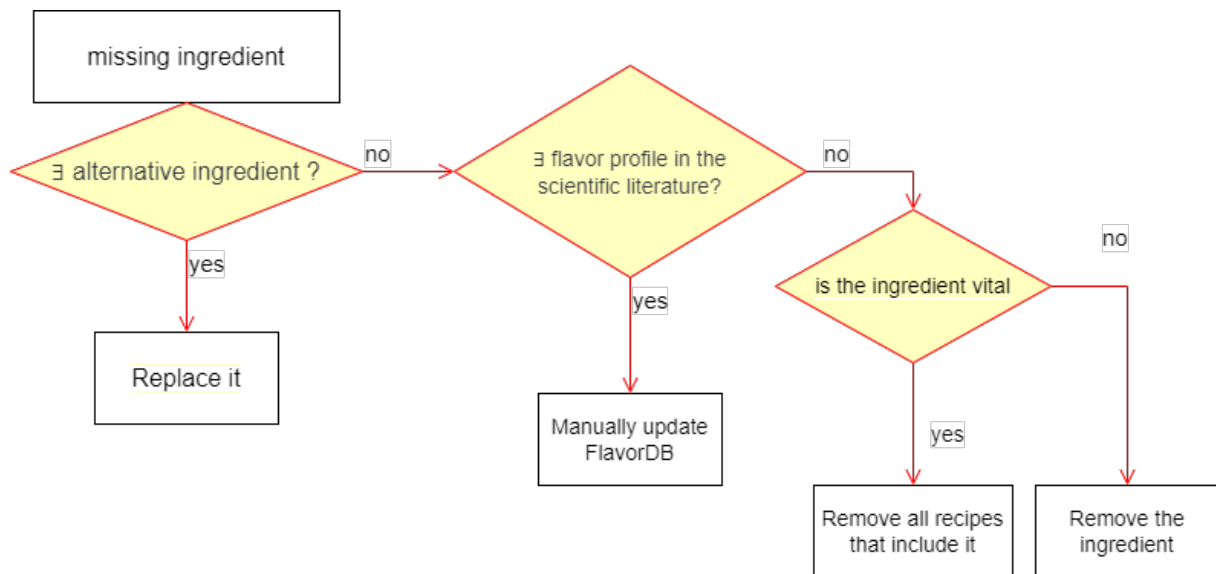 missing ingredient
∃ alternative ingredient ?
no
∃ flavor profile in the
scientific literature?
no
yes
Replace it
yes
Manually update
FlavorDB
is the ingredient vital
no
yes
Remove all recipes
that include it
Remove the
ingredient